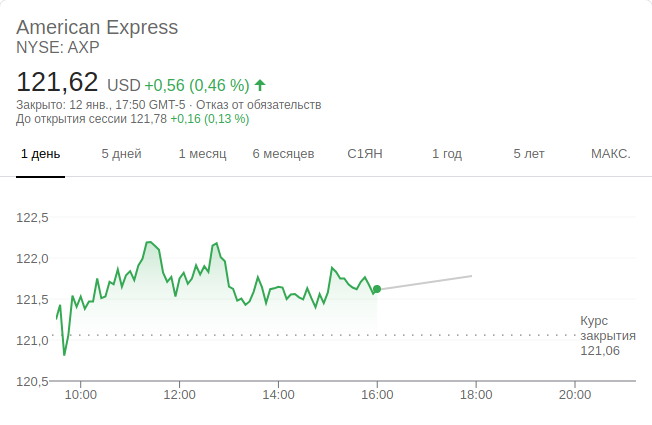 American Express
NYSE: AXP
121,62 USD +0,56 (0,46 %)
Закрыто: 12 янв., 17:50 GMT-5 · Отказ от обязательств
До открытия сессии 121,78 +0,16 (0,13 %)
1 день 5 дней 1 месяц 6 месяцев С1ЯН 1 год 5 лет МАКС.
122,5
122,0
121,5
Курс
закрытия
121,06
121,0
120,5
10:00 12:00 14:00 16:00 18:00 20:00